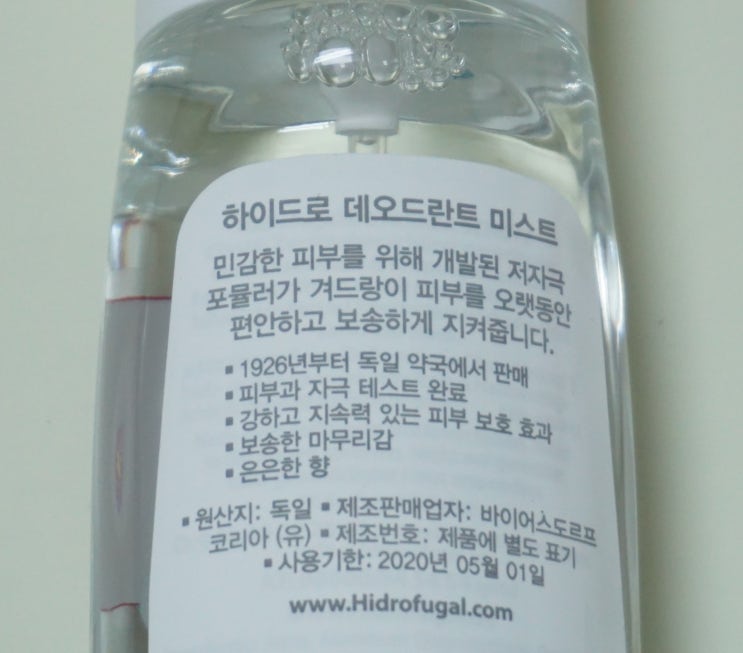 하이드로 데오드란트 미스트
민감한 피부를 위해 개발된 저자극
포뮬러가 겨드랑이 피부를 오랫동안
편안하고 보송하게 지켜줍니다.
▪ 1926년부터 독일 약국에서 판매
▪ 피부과 자극 테스트 완료
▪ 강하고 지속력 있는 피부 보호 효과
▪ 보송한 마무리감
▪ 은은한 향
▪ 원산지: 독일 ▪ 제조판매업자: 바이어스도르프
코리아 (유) ▪ 제조번호: 제품에 별도 표기
▪ 사용기한: 2020년 05월 01일
www.Hidrofugal.com